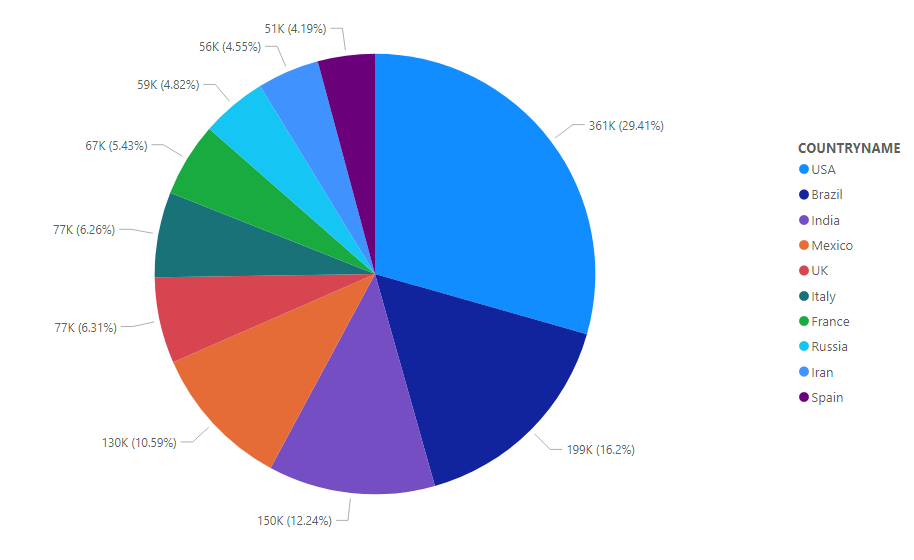 51K (4.19%)
56K (4.55%)
59K (4.82%)
67K (5.43%)
77K (6.26%)
77K (6.31%)
130K (10.59%)
150K (12.24%)
199K (16.2%)
361K (29.41%)
COUNTRYNAME
USA
Brazil
India
Mexico
UK
Italy
France
Russia
Iran
Spain